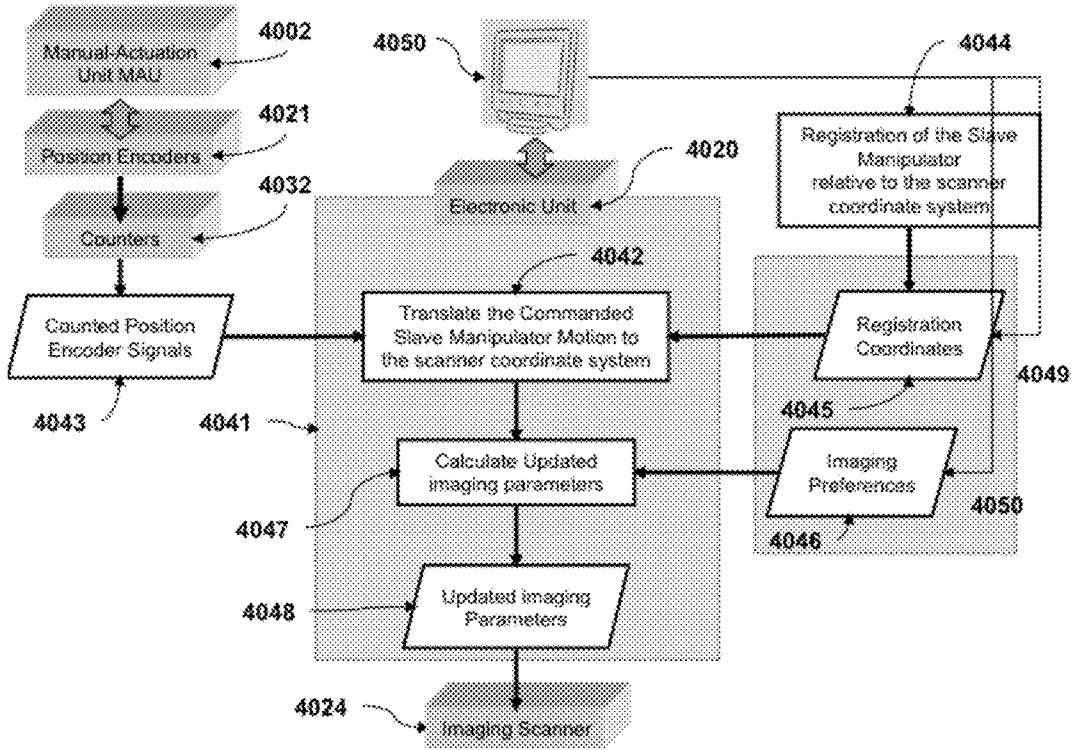 4002
Manual-Actuation
Unit MAU
4021
Position Encoders
4032
Counters
Counted Position
Encoder Signals
4043
4050
4020
Electronic Unit
4042
Translate the Commanded
Slave Manipulator Motion to
the scanner coordinate system
4041
Calculate Updated
imaging parameters
4047
Updated imaging
Parameters
4048
4024
Imaging Scanner
4044
Registration of the Slave
Manipulator
relative to the scanner
coordinate system
Registration
Coordinates
4049
4045
Imaging
Preferences
4050
4046